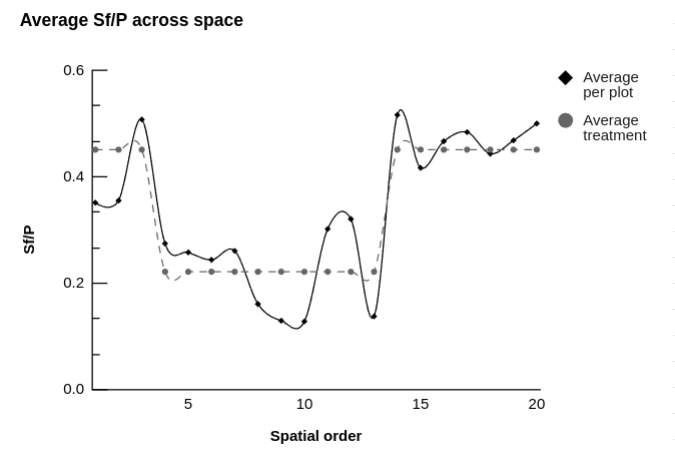 Average Sf/P across space
0.6
0.4
0.2
0.0
Sf/P
5 10 15 20
Spatial order
Average
per plot
Average
treatment